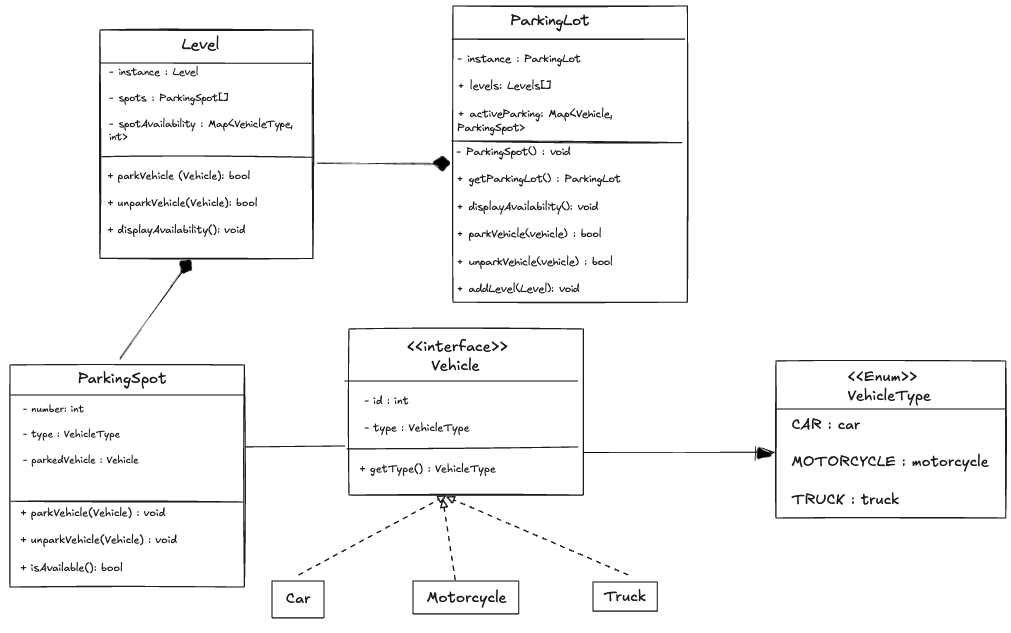 Level
- instance : Level
- spots : ParkingSpot[]
- spotAvailability : Map<VehicleType,
int>
+ parkVehicle (Vehicle): bool
+ unparkVehicle(Vehicle): bool
+ displayAvailability(): void
ParkingLot
- instance : ParkingLot
+ levels: Levels[]
+ activeParking: Map<Vehicle,
ParkingSpot>
- ParkingSpot() : void
+ getParkingLot() : ParkingLot
+ displayAvailability(): void
+ parkVehicle(vehicle) : bool
+ unparkVehicle(vehicle) : bool
+ addLevel(Level): void
ParkingSpot
- number: int
- type : VehicleType
- parkedVehicle : Vehicle
+ parkVehicle(Vehicle) : void
+ unparkVehicle(Vehicle) : void
+ isAvailable(): bool
<<interface>>
Vehicle
- id : int
- type : VehicleType
+ getType() : VehicleType
<<Enum>>
VehicleType
CAR : car
MOTORCYCLE : motorcycle
TRUCK : truck
Car
Motorcycle
Truck